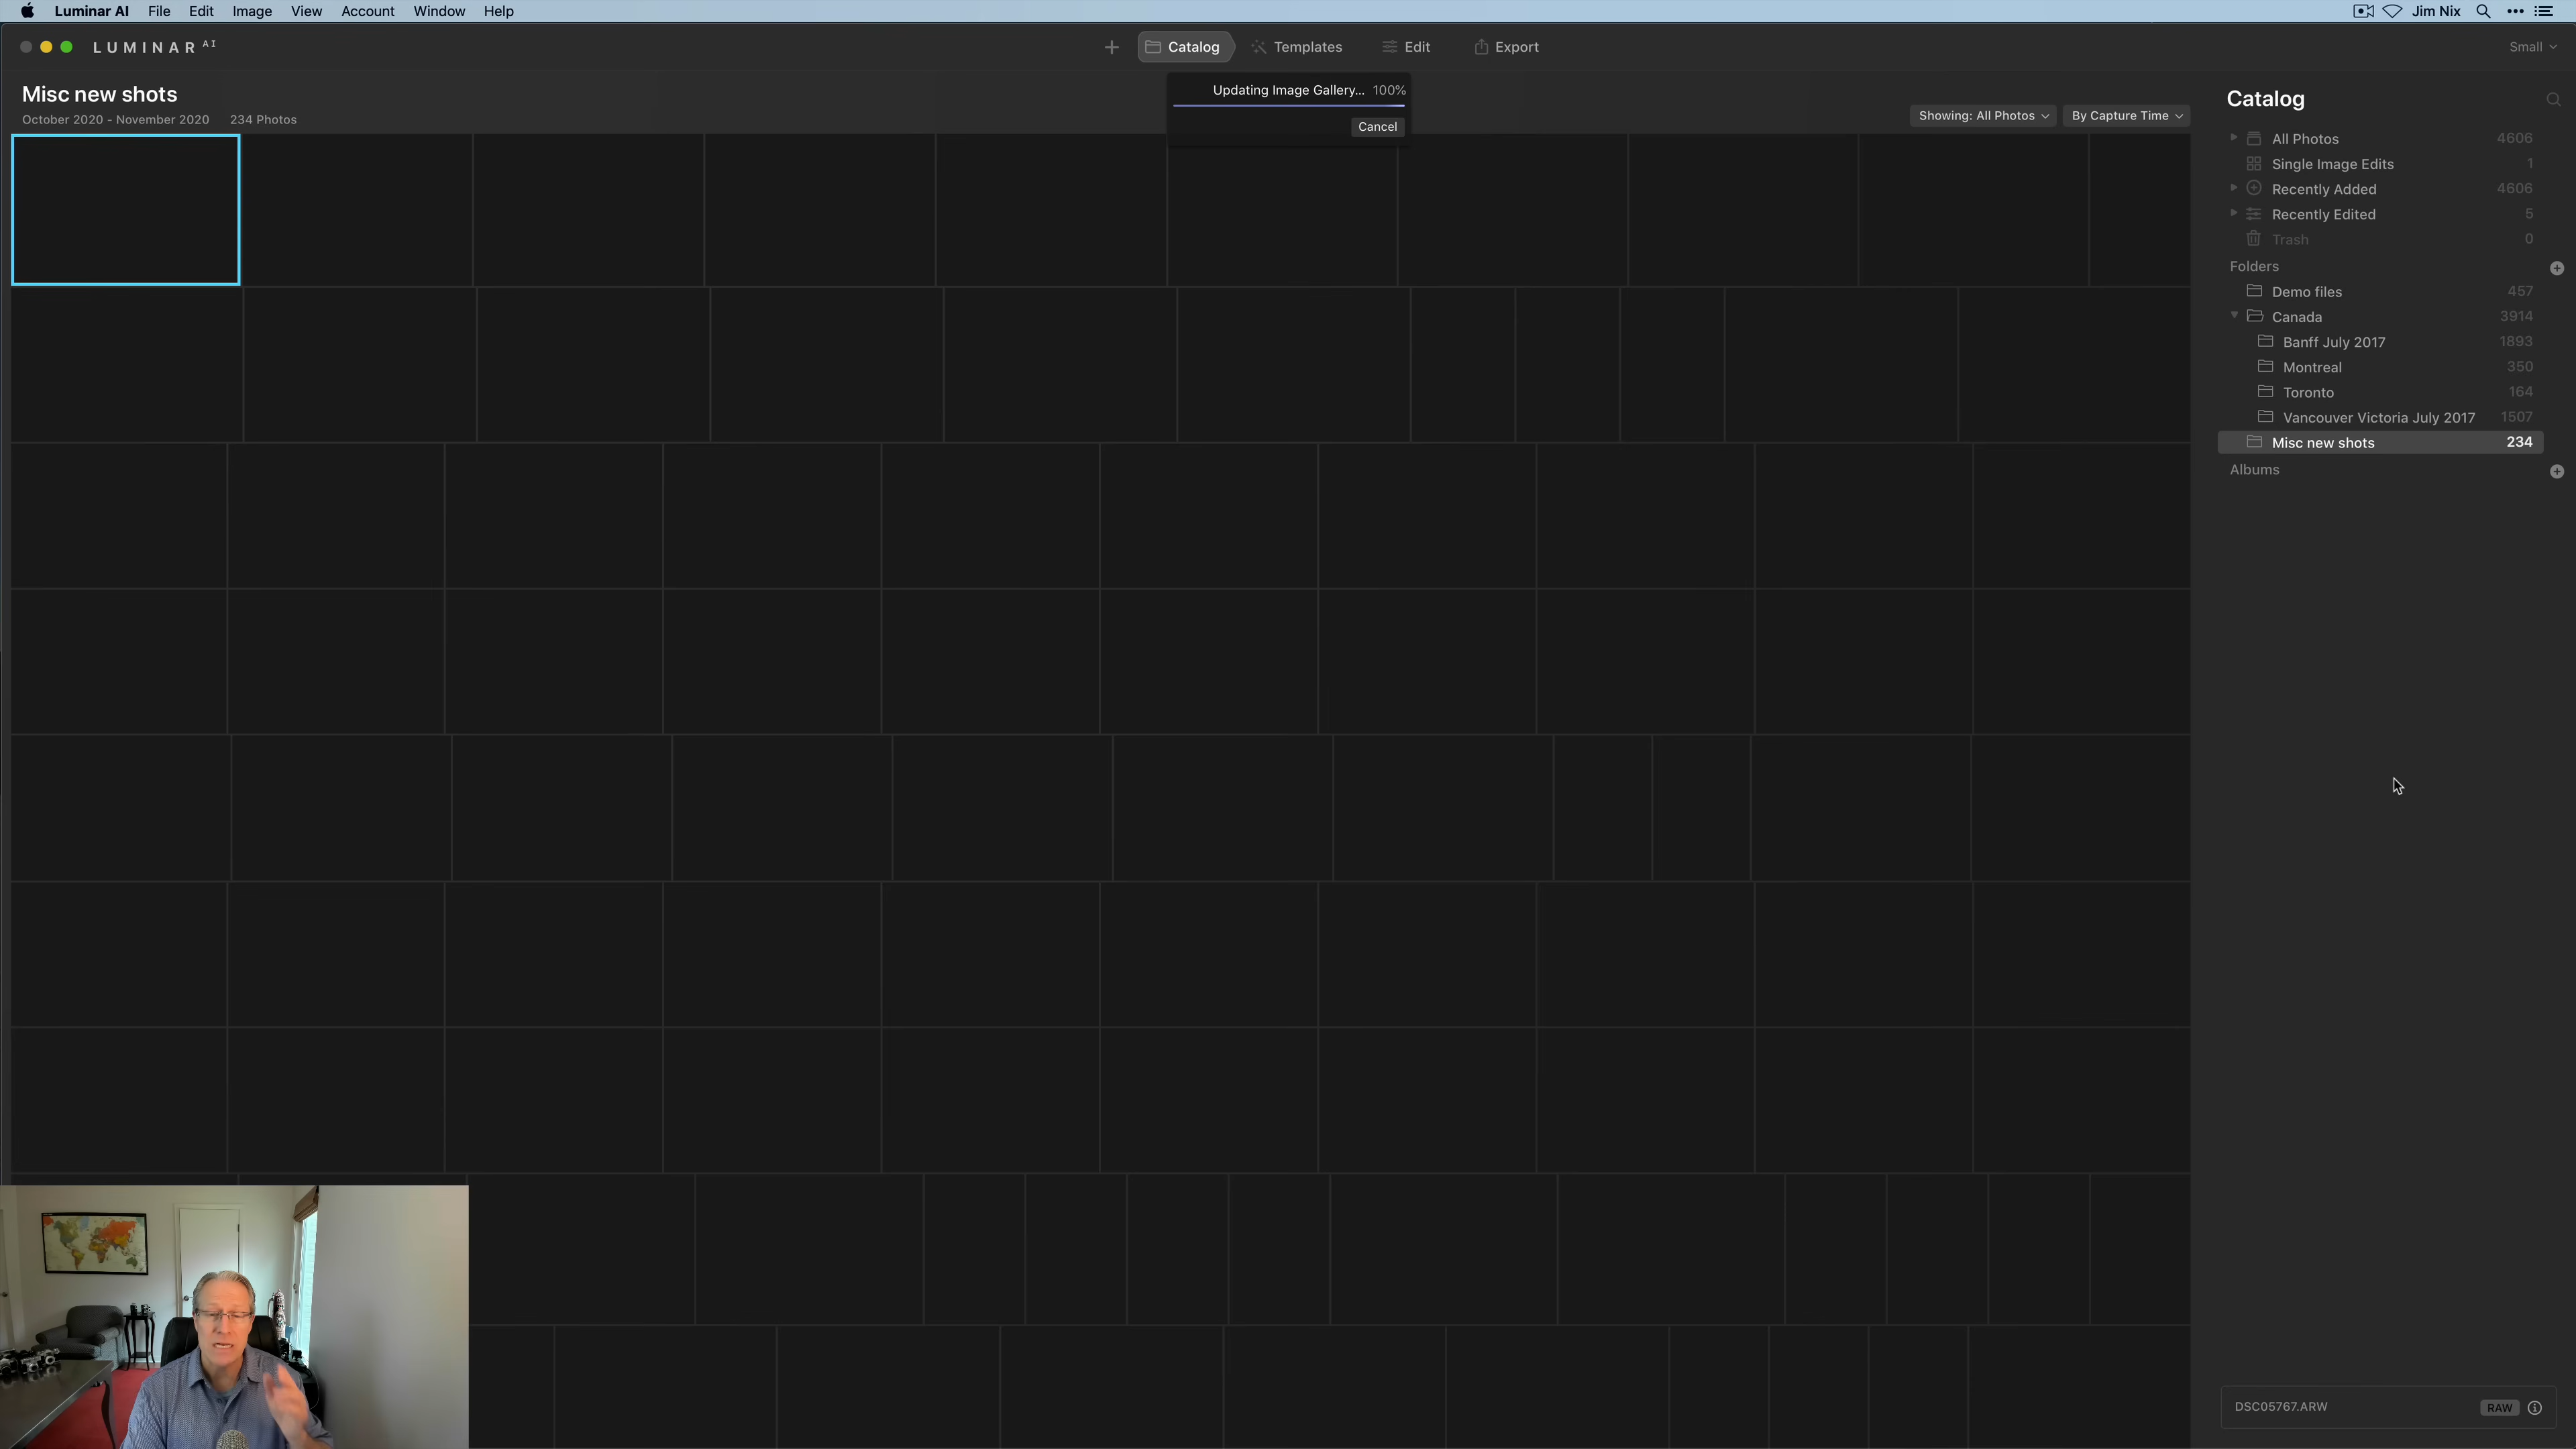 Luminar AI File Edit Image View Account Window Help Jim Nix
LUMINAR AI
Catalog Templates Edit Export Small
Misc new shots
October 2020 - November 2020 234 Photos
Updating Image Gallery... 100%
Cancel
Showing: All Photos By Capture Time
Catalog
All Photos 4606
Single Image Edits 1
Recently Added 4606
Recently Edited 5
Trash 0
Folders
Demo files 457
Canada 3914
Banff July 2017 1893
Montreal 350
Toronto 164
Vancouver Victoria July 2017 1507
Misc new shots 234
Albums
DSC05767.ARW RAW